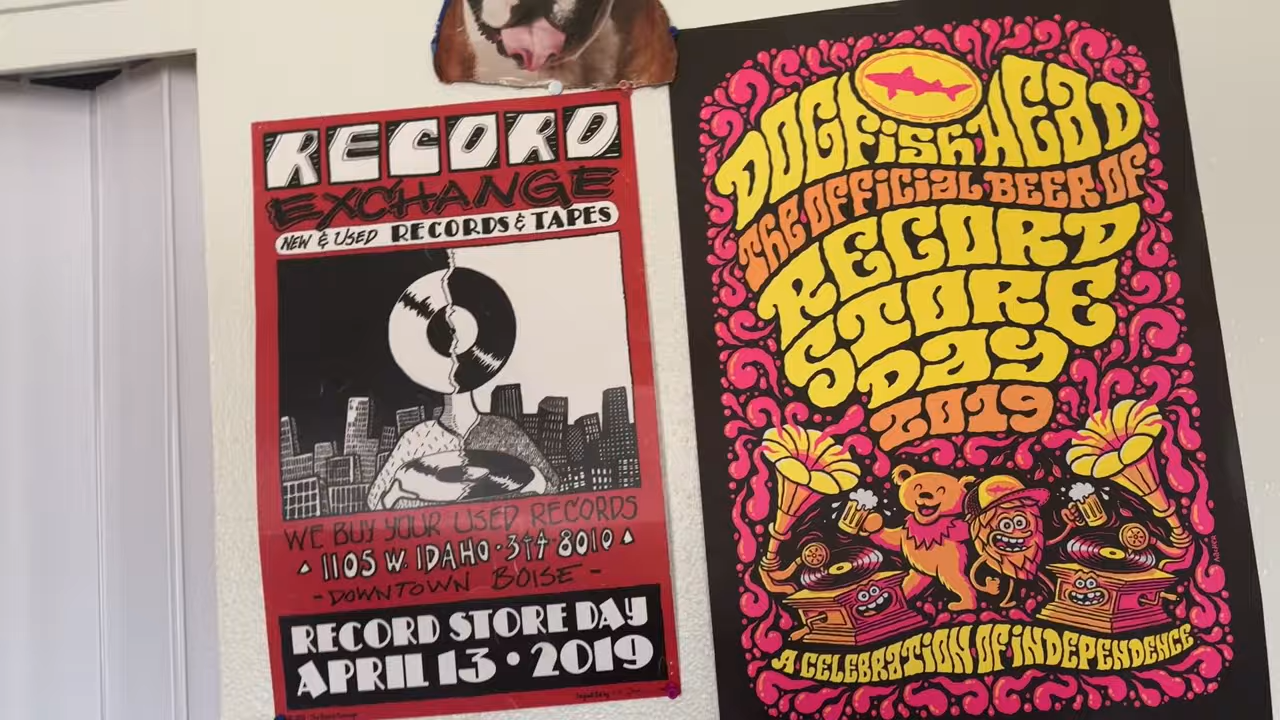 RECORD
EXCHANGE
NEW & USED RECORDS & TAPES
WE BUY YOUR USED RECORDS
1105 W. IDAHO · 344-8010
- DOWNTOWN BOISE -
RECORD STORE DAY
APRIL 13 • 2019
DOGFISH HEAD
THE OFFICIAL BEER OF
RECORD
STORE
DAY
2019
A CELEBRATION OF INDEPENDENCE